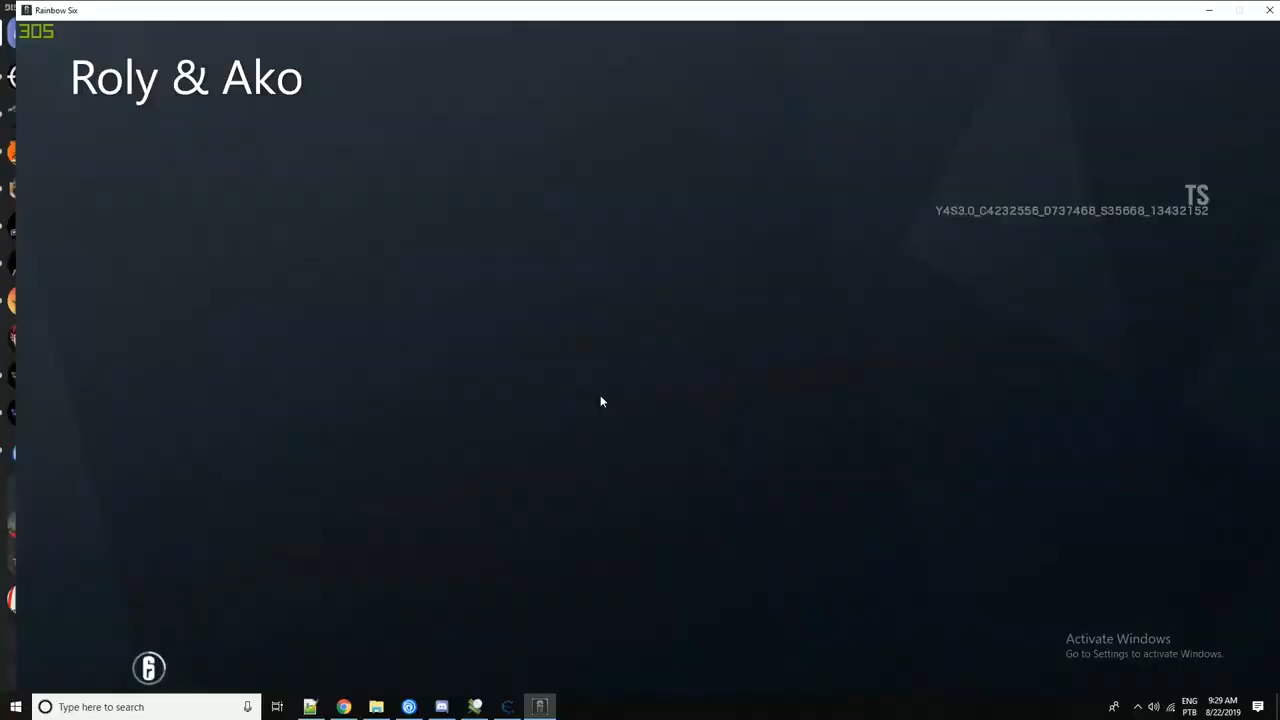 Rainbow Six
305
Roly & Ako
TS
Y4S3.0_C4232556_D737468_S35668_13432152
Activate Windows
Go to Settings to activate Windows.
Type here to search
ENG
PTB
9:29 AM
8/22/2019